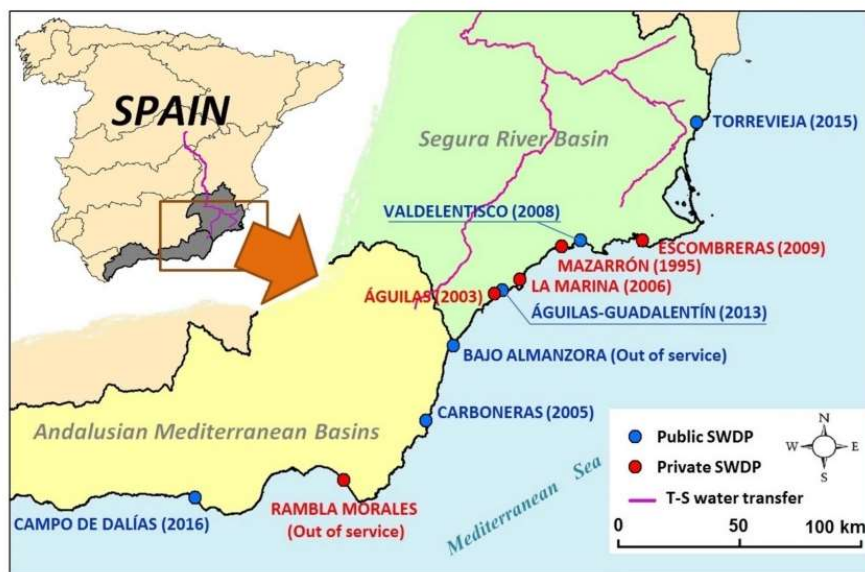 SPAIN
Segura River Basin
TORREVIEJA (2015)
VALDELENTISCO (2008)
ESCOMBRERAS (2009)
MAZARRÓN (1995)
LA MARINA (2006)
ÁGUILAS (2003)
ÁGUILAS-GUADALENTÍN (2013)
BAJO ALMANZORA (Out of service)
CARBONERAS (2005)
Andalusian Mediterranean Basins
RAMBLA MORALES
(Out of service)
CAMPO DE DALÍAS (2016)
Mediterranean Sea
Public SWDP
Private SWDP
T-S water transfer
N
W E
S
0 50 100 km